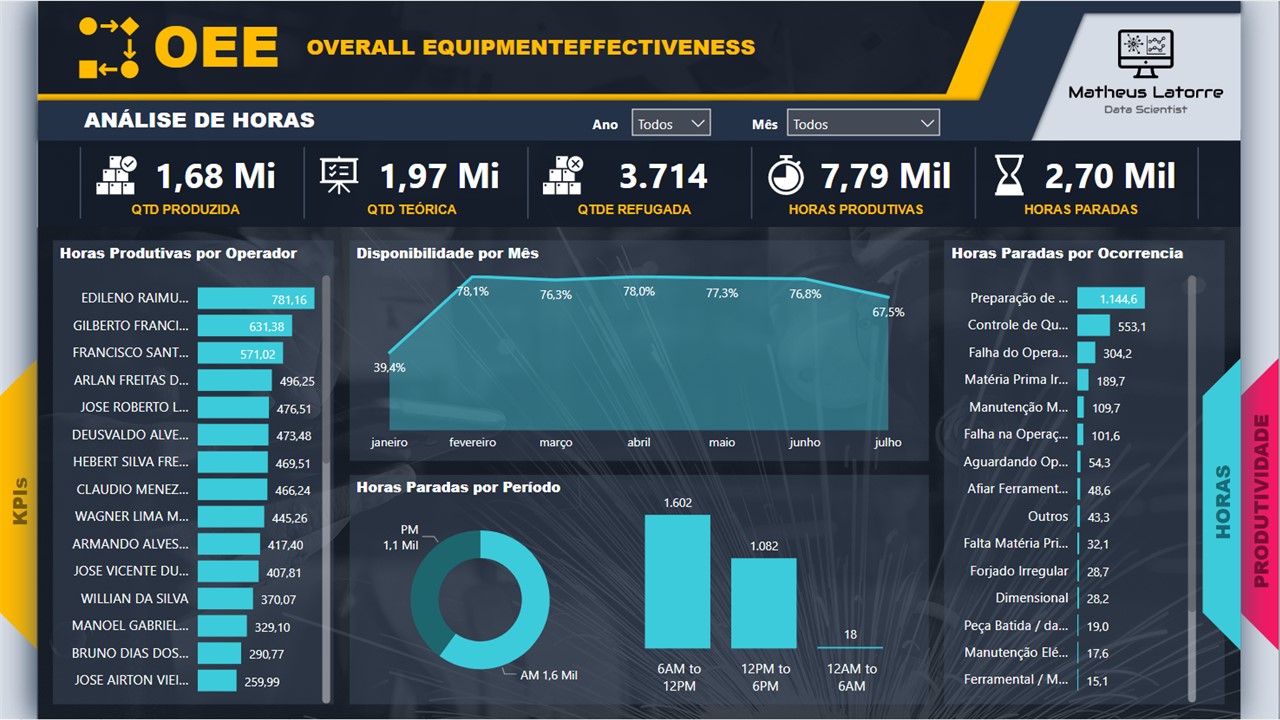 OEE
OVERALL EQUIPMENTEFFECTIVENESS
Matheus Latorre
Data Scientist
ANÁLISE DE HORAS
Ano
Todos
Mês
Todos
1,68 Mi
QTD PRODUZIDA
1,97 Mi
QTD TEÓRICA
3.714
QTDE REFUGADA
7,79 Mil
HORAS PRODUTIVAS
2,70 Mil
HORAS PARADAS
Horas Produtivas por Operador
EDILENO RAIMU... 781,16
GILBERTO FRANCI... 631,38
FRANCISCO SANT... 571,02
ARLAN FREITAS D... 496,25
JOSE ROBERTO L... 476,51
DEUSVALDO ALVE... 473,48
HEBERT SILVA FRE... 469,51
CLAUDIO MENEZ... 466,24
WAGNER LIMA M... 445,26
ARMANDO ALVES... 417,40
JOSE VICENTE DU... 407,81
WILLIAN DA SILVA 370,07
MANOEL GABRIEL... 329,10
BRUNO DIAS DOS... 290,77
JOSE AIRTON VIEI... 259,99
Disponibilidade por Mês
39,4%
78,1%
76,3%
78,0%
77,3%
76,8%
67,5%
janeiro fevereiro março abril maio junho julho
Horas Paradas por Período
PM
1,1 Mil
AM 1,6 Mil
1.602
1.082
18
6AM to
12PM
12PM to
6PM
12AM to
6AM
Horas Paradas por Ocorrencia
Preparação de ... 1.144,6
Controle de Qu... 553,1
Falha do Opera... 304,2
Matéria Prima Ir... 189,7
Manutenção M... 109,7
Falha na Operaç... 101,6
Aguardando Op... 54,3
Afiar Ferrament... 48,6
Outros 43,3
Falta Matéria Pri... 32,1
Forjado Irregular 28,7
Dimensional 28,2
Peça Batida / da... 19,0
Manutenção Elé... 17,6
Ferramental / M... 15,1
KPIs
HORAS
PRODUTIVIDADE